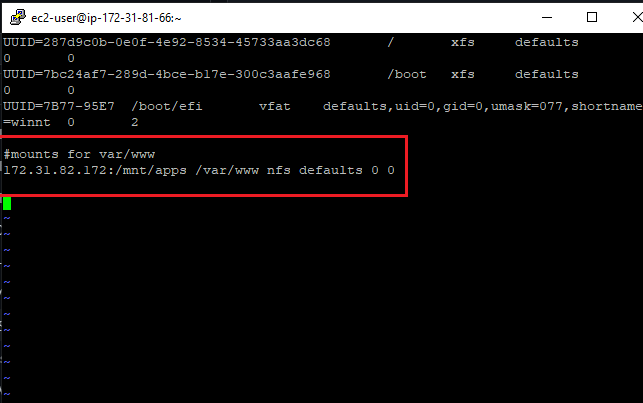 ec2-user@ip-172-31-81-66:~
UUID=287d9c0b-0e0f-4e92-8534-45733aa3dc68 / xfs defaults
0 0
UUID=7bc24af7-289d-4bce-b17e-300c3aafe968 /boot xfs defaults
0 0
UUID=7B77-95E7 /boot/efi vfat defaults,uid=0,gid=0,umask=077,shortname
=winnt 0 2
#mounts for var/www
172.31.82.172:/mnt/apps /var/www nfs defaults 0 0
~
~
~
~
~
~
~
~
~
~
~
~